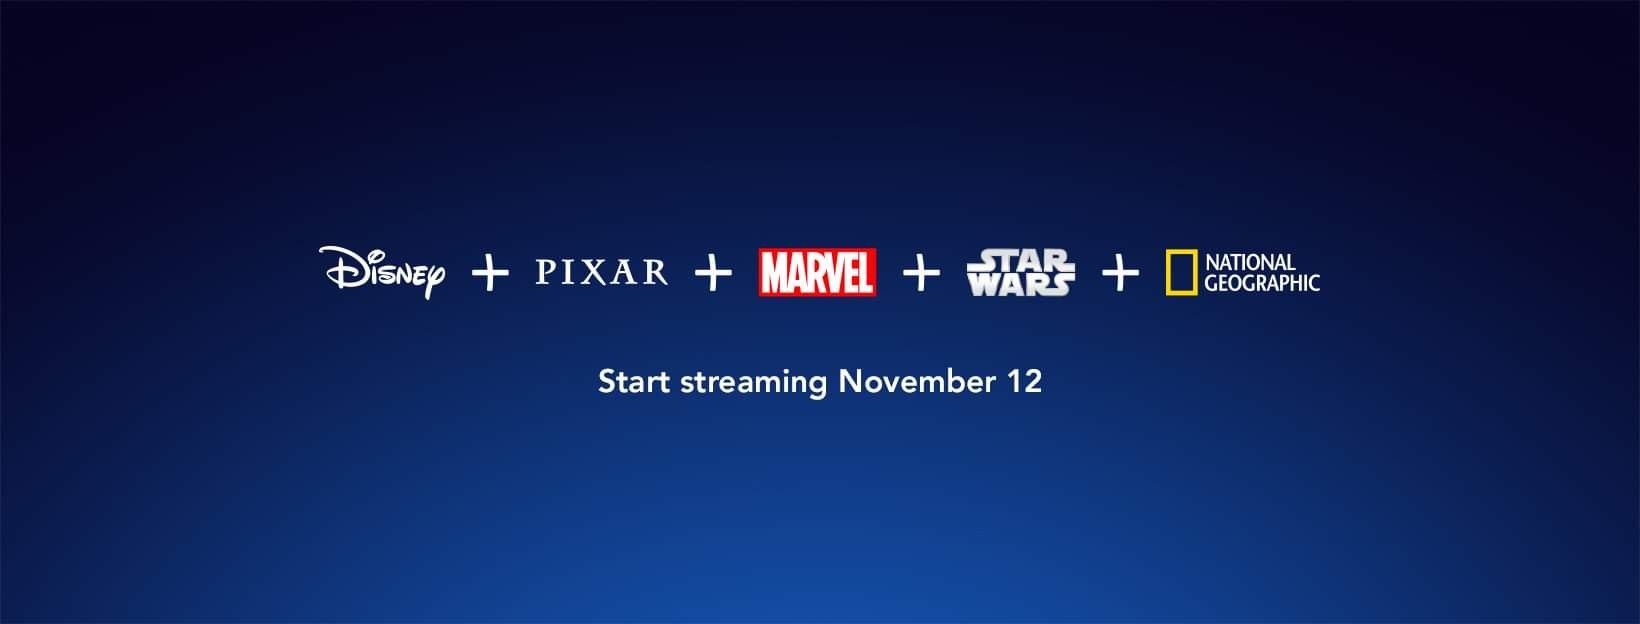 Disney + PIXAR + MARVEL + STAR WARS + NATIONAL GEOGRAPHIC
Start streaming November 12